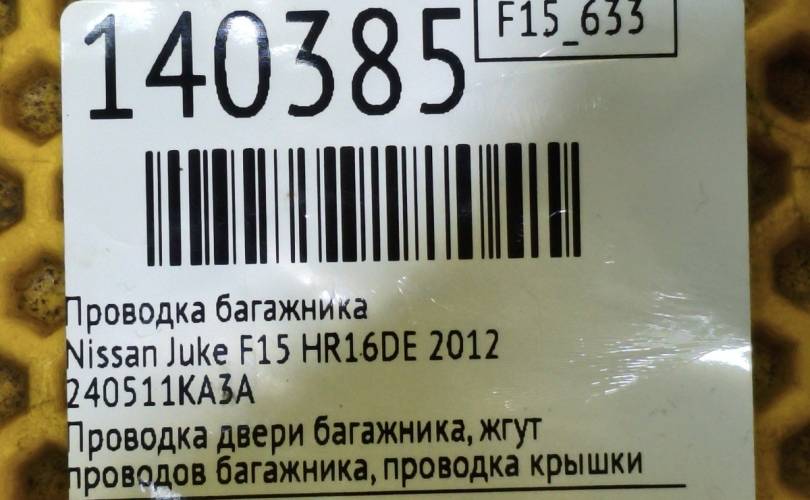 140385
F15_633
Проводка багажника
Nissan Juke F15 HR16DE 2012
240511KA3A
Проводка двери багажника, жгут
проводов багажника, проводка крышки